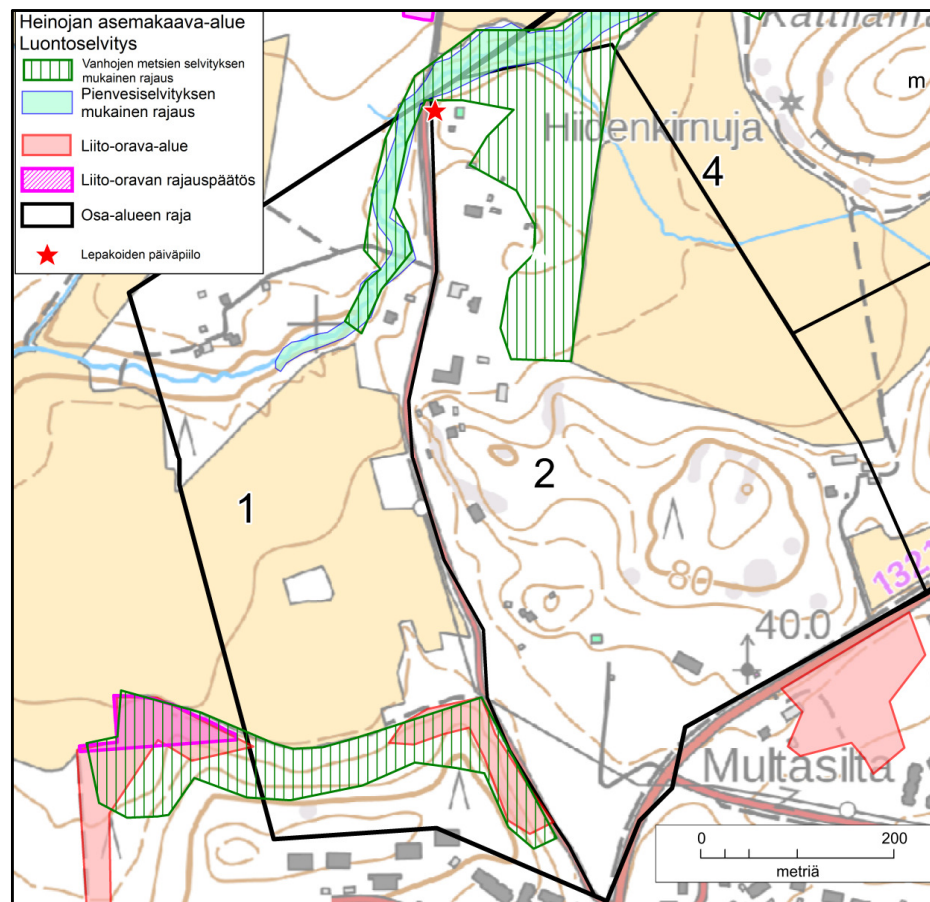 Heinojan asemakaava-alue
Luontoselvitys
Vanhojen metsien selvityksen
mukainen rajaus
Pienvesiselvityksen
mukainen rajaus
Liito-orava-alue
Liito-oravan rajauspäätös
Osa-alueen raja
Lepakoiden päiväpiilo
m
Hiidenkirnuja
4
1
2
80
40.0
Multasilta
0 200
metriä